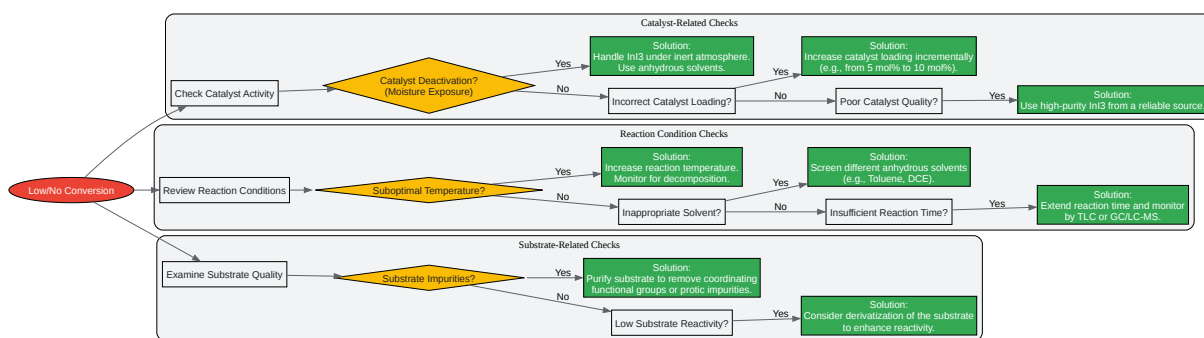 Catalyst-Related Checks
Check Catalyst Activity
Catalyst Deactivation?
(Moisture Exposure)
Yes
Solution:
Handle InI3 under inert atmosphere.
Use anhydrous solvents.
No
Incorrect Catalyst Loading?
Yes
Solution:
Increase catalyst loading incrementally
(e.g., from 5 mol% to 10 mol%).
No
Poor Catalyst Quality?
Yes
Solution:
Use high-purity InI3 from a reliable source.
Low/No Conversion
Reaction Condition Checks
Review Reaction Conditions
Suboptimal Temperature?
Yes
Solution:
Increase reaction temperature.
Monitor for decomposition.
No
Inappropriate Solvent?
Yes
Solution:
Screen different anhydrous solvents
(e.g., Toluene, DCE).
No
Insufficient Reaction Time?
Yes
Solution:
Extend reaction time and monitor
by TLC or GC/LC-MS.
Substrate-Related Checks
Examine Substrate Quality
Substrate Impurities?
Yes
Solution:
Purify substrate to remove coordinating
functional groups or protic impurities.
No
Low Substrate Reactivity?
Yes
Solution:
Consider derivatization of the substrate
to enhance reactivity.